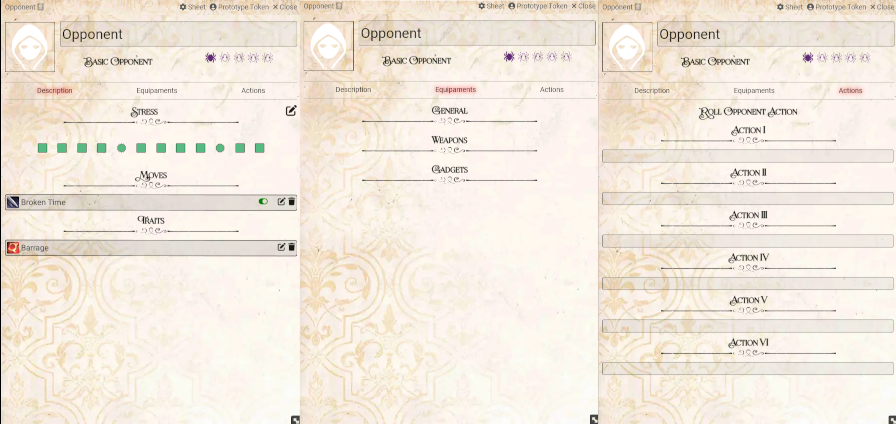 Opponent Sheet Prototype Token Close
Opponent
Basic Opponent
Description Equipaments Actions
Stress
Moves
Broken Time
Traits
Barrage
Opponent Sheet Prototype Token Close
Opponent
Basic Opponent
Description Equipaments Actions
General
Weapons
Gadgets
Opponent Sheet Prototype Token Close
Opponent
Basic Opponent
Description Equipaments Actions
Roll Opponent Action
Action I
Action II
Action III
Action IV
Action V
Action VI